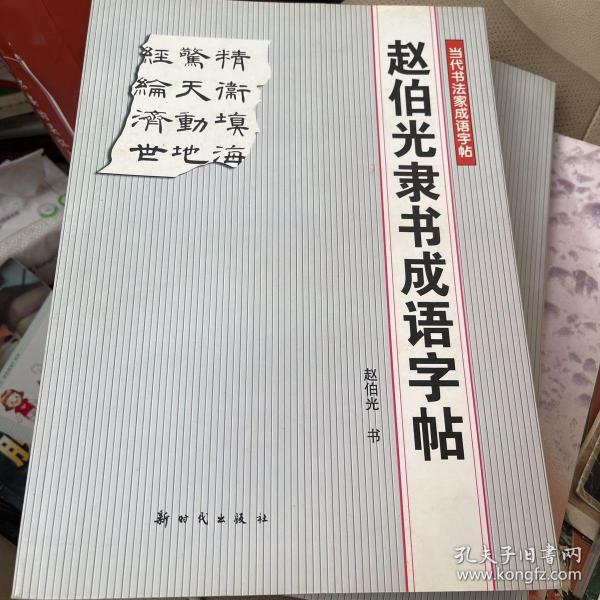 当代书法家成语字帖
赵伯光隶书成语字帖
精衛填海
驚天動地
經綸濟世
赵伯光 书
新时代出版社
孔夫子旧书网
www.kongfz.com